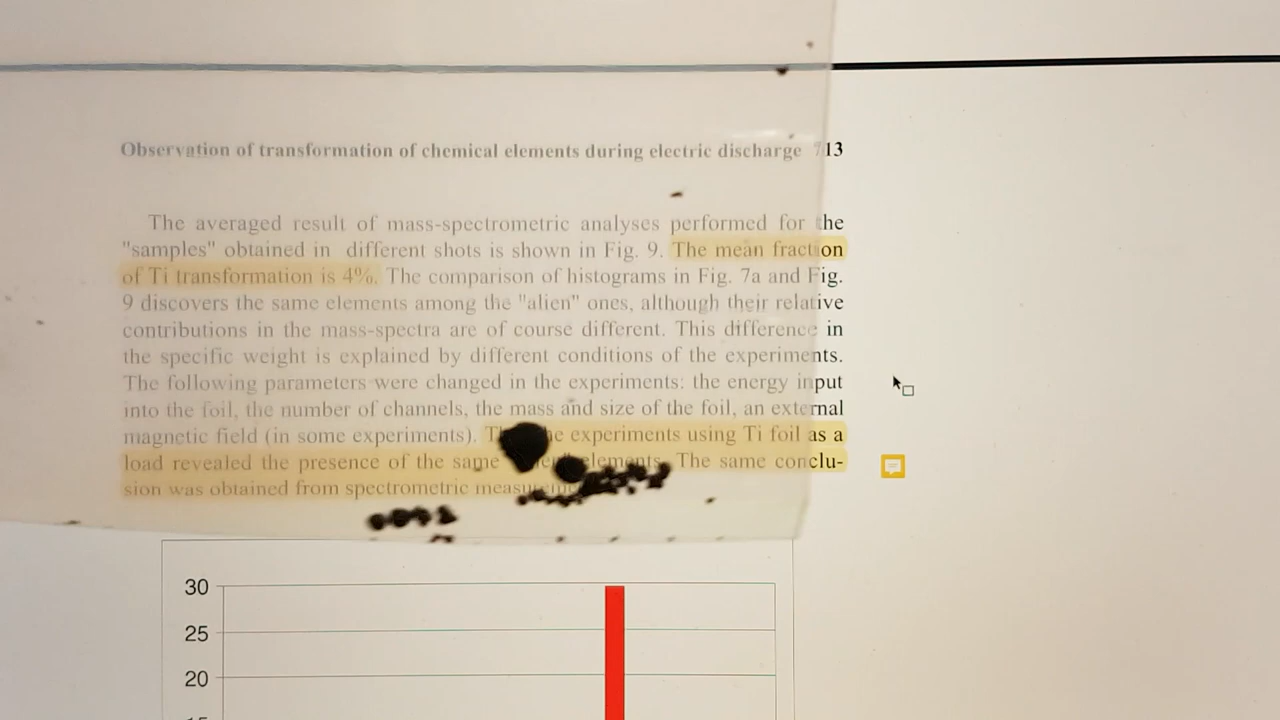 Observation of transformation of chemical elements during electric discharge 713
The averaged result of mass-spectrometric analyses performed for the
"samples" obtained in different shots is shown in Fig. 9. The mean fraction
of Ti transformation is 4%. The comparison of histograms in Fig. 7a and Fig.
9 discovers the same elements among the "alien" ones, although their relative
contributions in the mass-spectra are of course different. This difference in
the specific weight is explained by different conditions of the experiments.
The following parameters were changed in the experiments: the energy input
into the foil, the number of channels, the mass and size of the foil, an external
magnetic field (in some experiments). experiments using Ti foil as a
load revealed the presence of the same elements. The same conclu-
sion was obtained from spectrometric
30
25
20